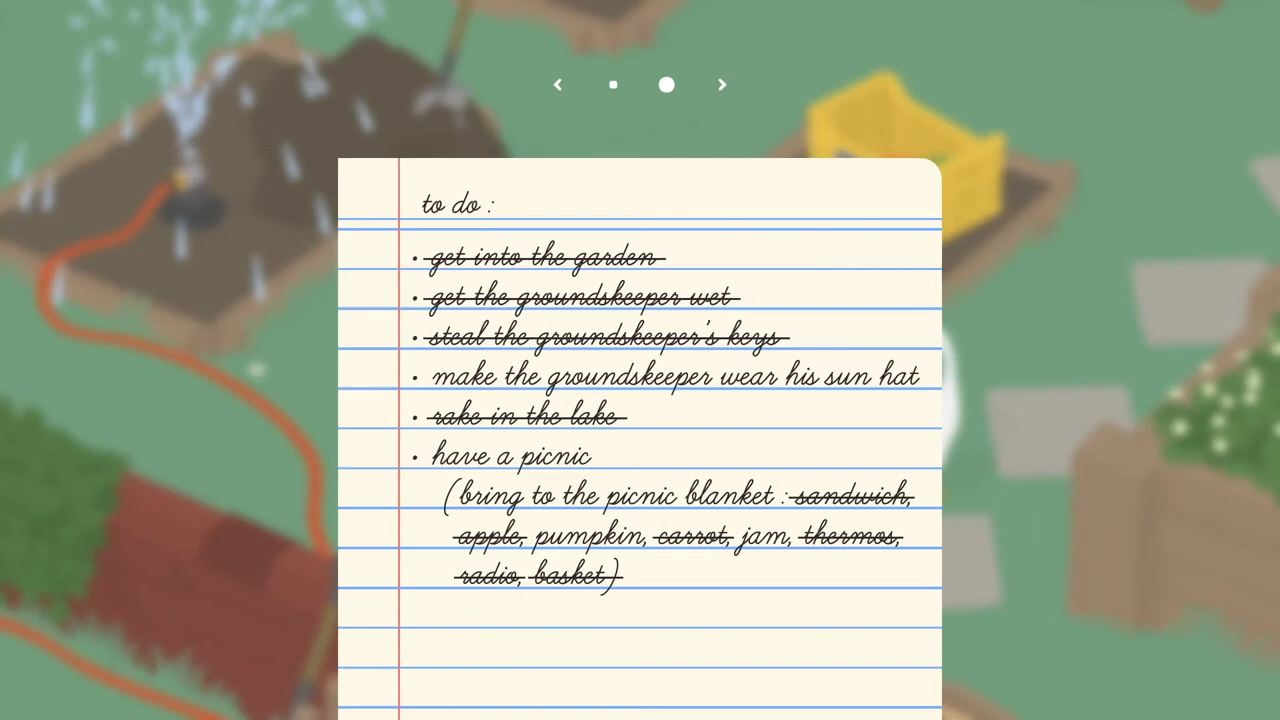 to do :
• get into the garden
• get the groundskeeper wet
• steal the groundskeeper's keys
• make the groundskeeper wear his sun hat
• rake in the lake
• have a picnic
(bring to the picnic blanket : sandwich,
apple, pumpkin, carrot, jam, thermos,
radio, basket)